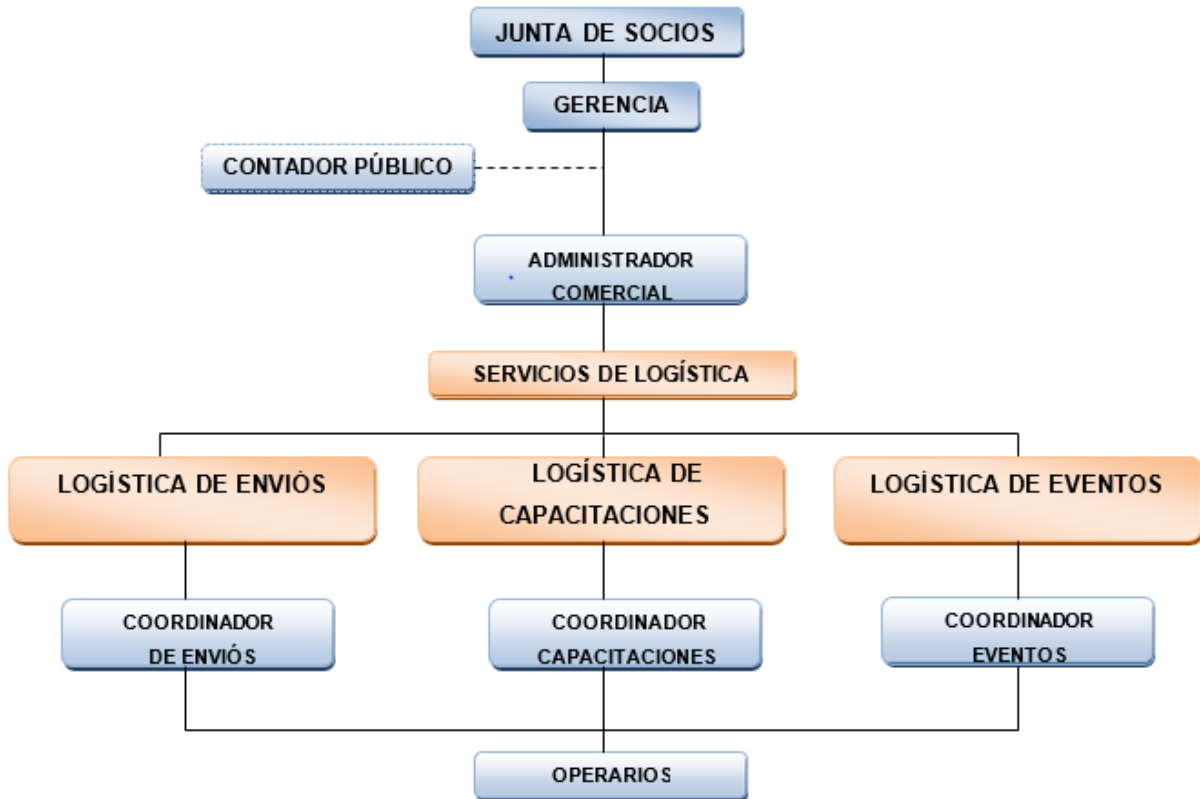 JUNTA DE SOCIOS
GERENCIA
CONTADOR PÚBLICO
ADMINISTRADOR
COMERCIAL
SERVICIOS DE LOGÍSTICA
LOGÍSTICA DE ENVIÓS
LOGÍSTICA DE
CAPACITACIONES
LOGÍSTICA DE EVENTOS
COORDINADOR
DE ENVIÓS
COORDINADOR
CAPACITACIONES
COORDINADOR
EVENTOS
OPERARIOS